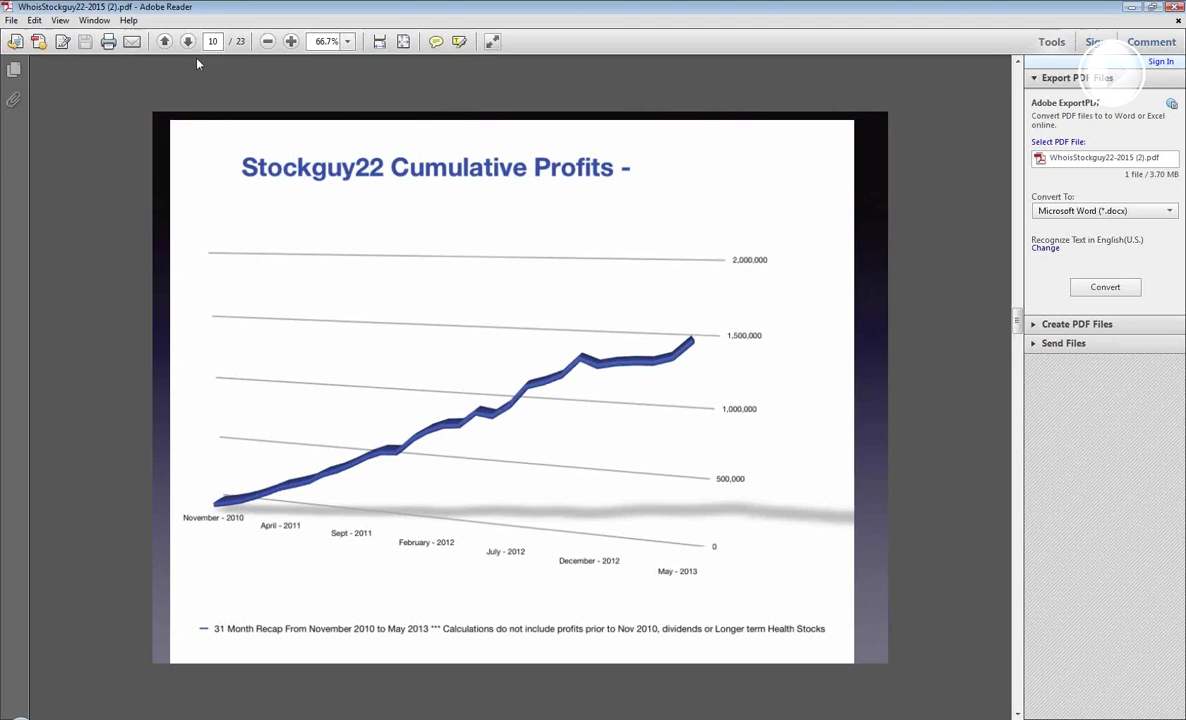 WhoisStockguy22-2015 (2).pdf - Adobe Reader
File Edit View Window Help
10 / 23 66.7% Tools Sign Comment
Sign In
Export PDF Files
Adobe ExportPDF
Convert PDF files to to Word or Excel
online.
Select PDF File:
WhoisStockguy22-2015 (2).pdf
1 file / 3.70 MB
Convert To:
Microsoft Word (*.docx)
Recognize Text in English(U.S.)
Change
Convert
Create PDF Files
Send Files
Stockguy22 Cumulative Profits -
2,000,000
1,500,000
1,000,000
500,000
0
November - 2010
April - 2011
Sept - 2011
February - 2012
July - 2012
December - 2012
May - 2013
31 Month Recap From November 2010 to May 2013 *** Calculations do not include profits prior to Nov 2010, dividends or Longer term Health Stocks